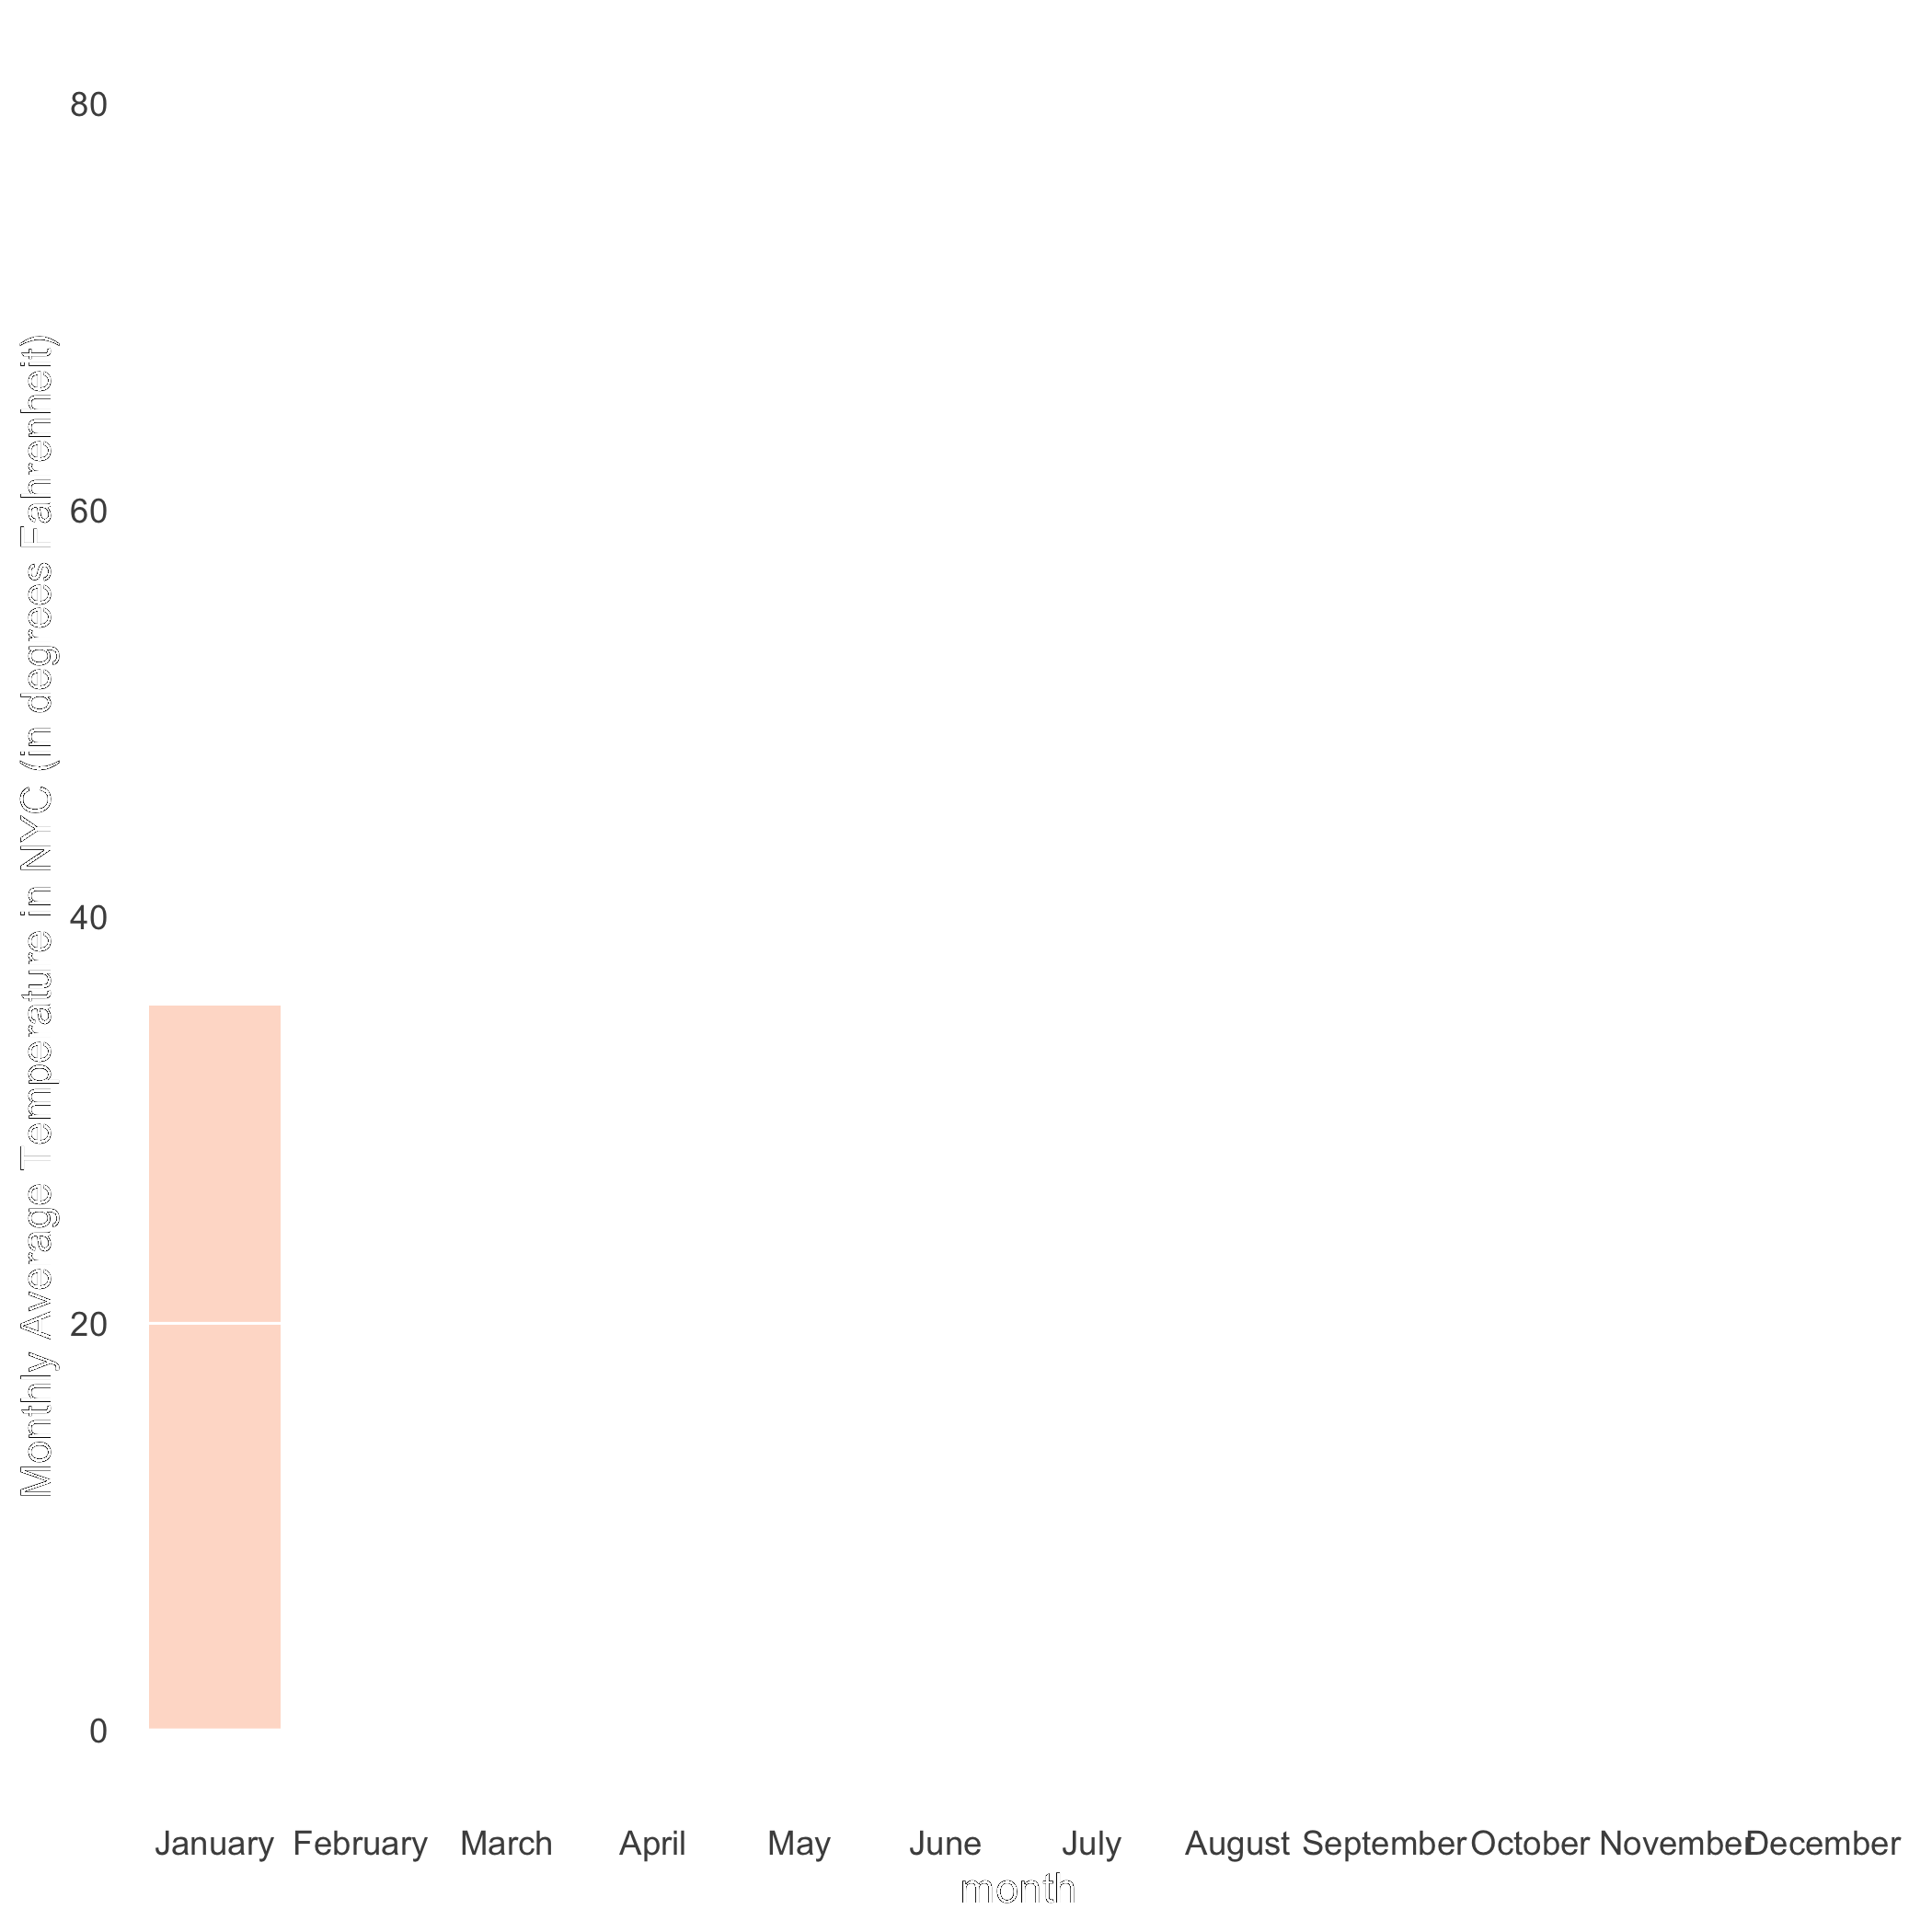 80
60
40
20
0
Monthly Average Temperature in NYC (in degrees Fahrenheit)
January February March April May June July August September October November December
month